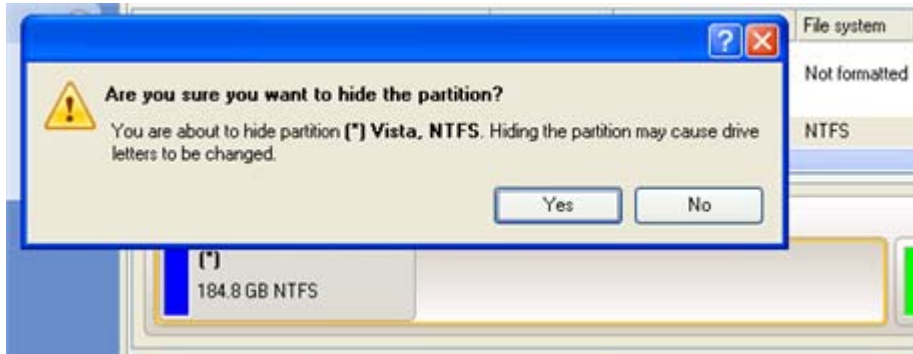 File system
Not formatted
NTFS
Are you sure you want to hide the partition?
You are about to hide partition (*) Vista, NTFS. Hiding the partition may cause drive
letters to be changed.
Yes
No
(*)
184.8 GB NTFS